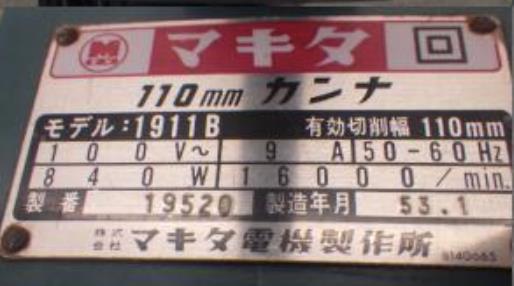 マキタ
110mm カンナ
モデル:1911B 有効切削幅 110mm
100V~ 9A 50-60Hz
840W 16000/min.
製番 19520 製造年月 53.1
株式会社 マキタ電機製作所